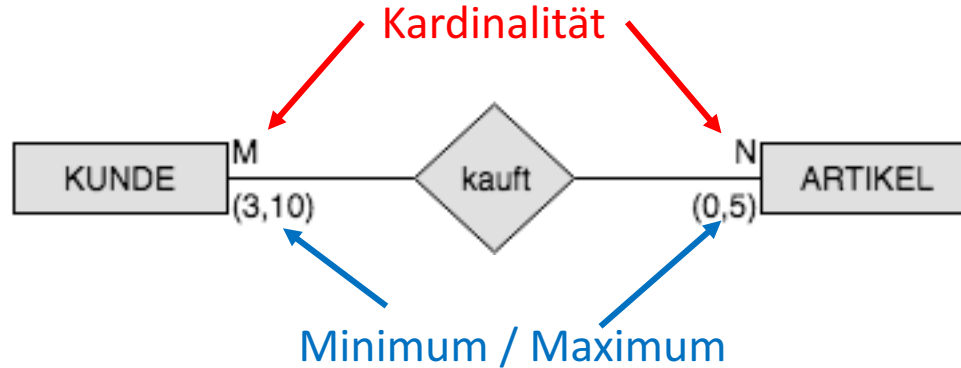 Kardinalität
M
N
KUNDE
kauft
ARTIKEL
(3,10)
(0,5)
Minimum / Maximum